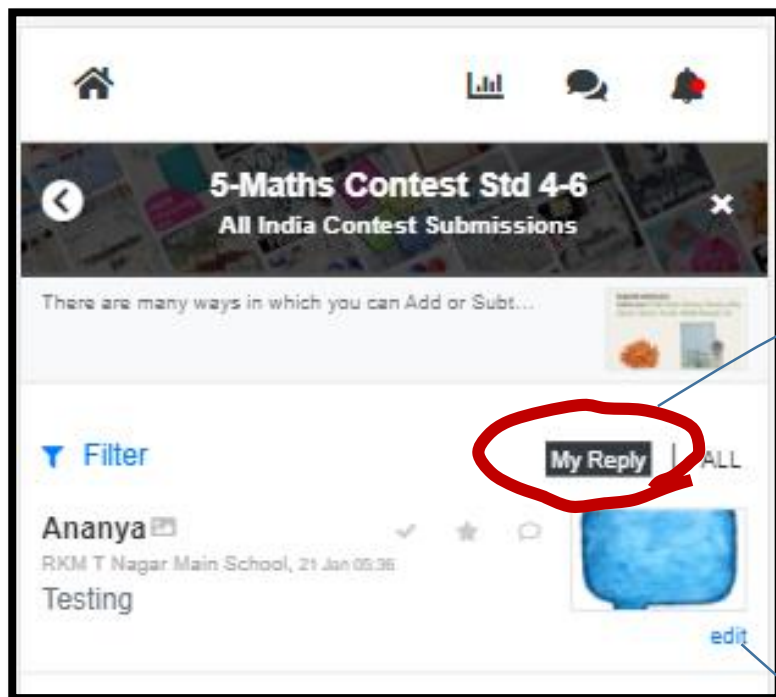 5-Maths Contest Std 4-6
All India Contest Submissions
There are many ways in which you can Add or Subt...
Filter
My Reply | ALL
Ananya
RKM T Nagar Main School, 21 Jan 05:36
Testing
edit